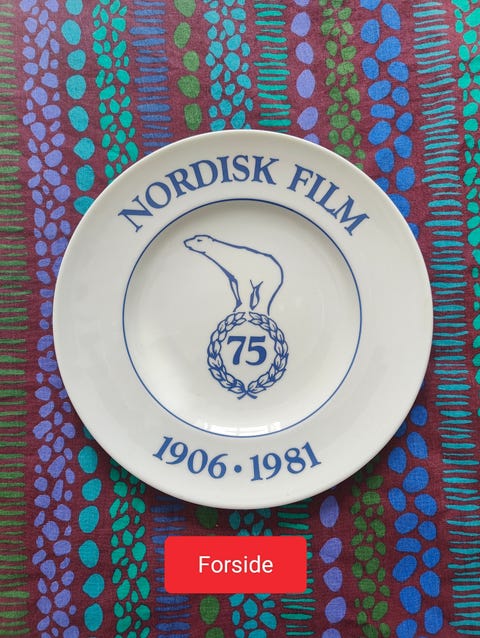 NORDISK FILM
75
1906 • 1981
Forside